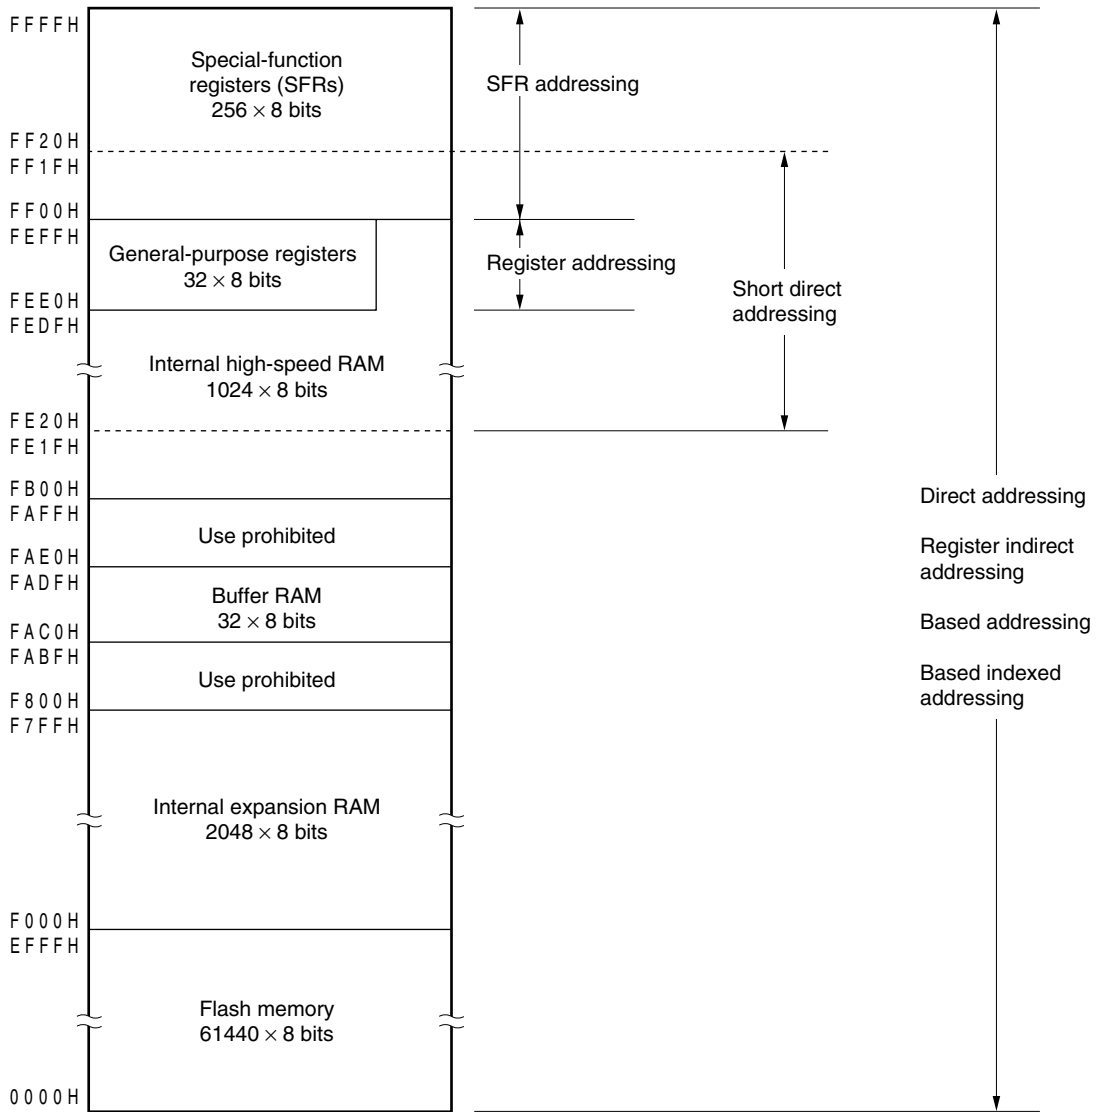 FFFFH
Special-function
registers (SFRs)
256 × 8 bits
SFR addressing
FF20H
FF1FH
FF00H
FEFFH
General-purpose registers
32 × 8 bits
Register addressing
Short direct
addressing
FEE0H
FEDFH
Internal high-speed RAM
1024 × 8 bits
FE20H
FE1FH
FB00H
FAFFH
Use prohibited
FAE0H
FADFH
Buffer RAM
32 × 8 bits
FAC0H
FABFH
Use prohibited
F800H
F7FFH
Direct addressing
Register indirect
addressing
Based addressing
Based indexed
addressing
Internal expansion RAM
2048 × 8 bits
F000H
EFFFH
Flash memory
61440 × 8 bits
0000H